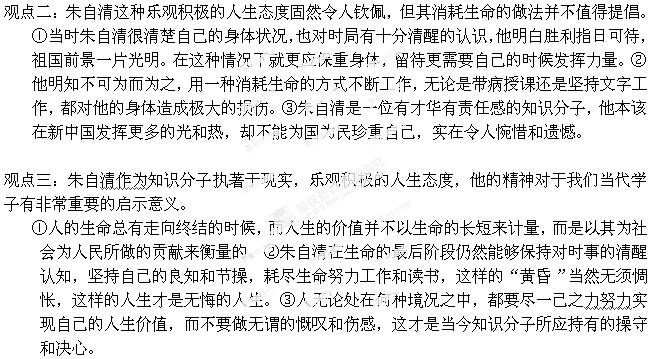 观点二：朱自清这种乐观积极的人生态度固然令人钦佩，但其消耗生命的做法并不值得提倡。
①当时朱自清很清楚自己的身体状况，也对时局有十分清醒的认识，他明白胜利指日可待，
祖国前景一片光明。在这种情况下就更应保重身体，留待更需要自己的时候发挥力量。②
他明知不可为而为之，用一种消耗生命的方式不断工作，无论是带病授课还是坚持文字工
作，都对他的身体造成极大的损伤。③朱自清是一位有才华有责任感的知识分子，他本该
在新中国发挥更多的光和热，却不能为国为民珍重自己，实在令人惋惜和遗憾。
观点三：朱自清作为知识分子执著于现实，乐观积极的人生态度，他的精神对于我们当代学
子有非常重要的启示意义。
①人的生命总有走向终结的时候，而人生的价值并不以生命的长短来计量，而是以其为社
会为人民所做的贡献来衡量的。②朱自清在生命的最后阶段仍然能够保持对时事的清醒
认知，坚持自己的良知和节操，耗尽生命努力工作和读书，这样的“黄昏”当然无须惆
怅，这样的人生才是无悔的人生。③人无论处在何种境况之中，都要尽一己之力努力实
现自己的人生价值，而不要做无谓的慨叹和伤感，这才是当今知识分子所应持有的操守
和决心。